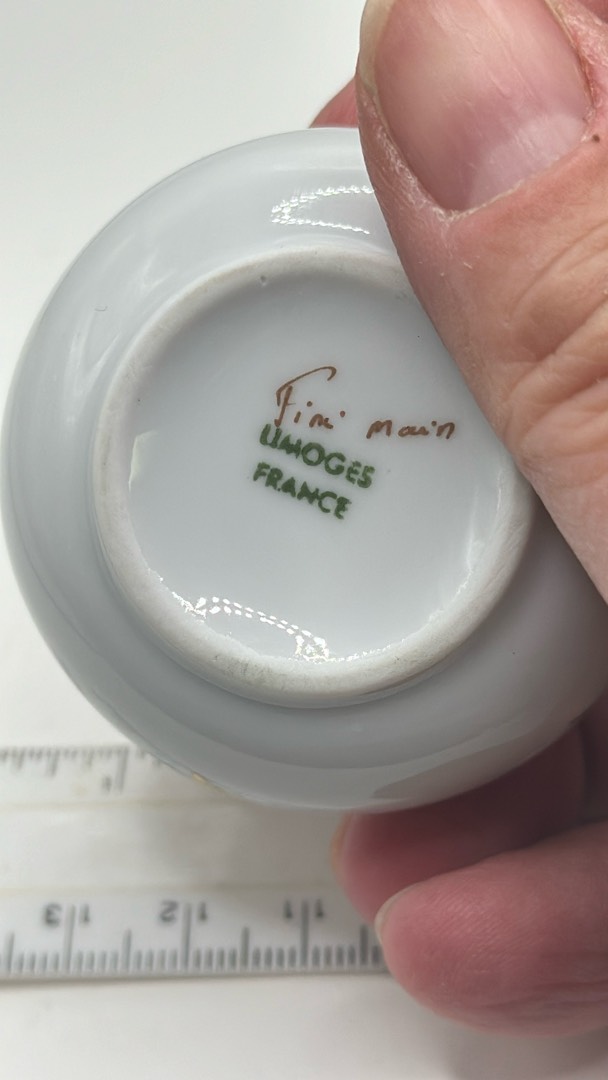 Fini main
LIMOGES
FRANCE
13 12 11